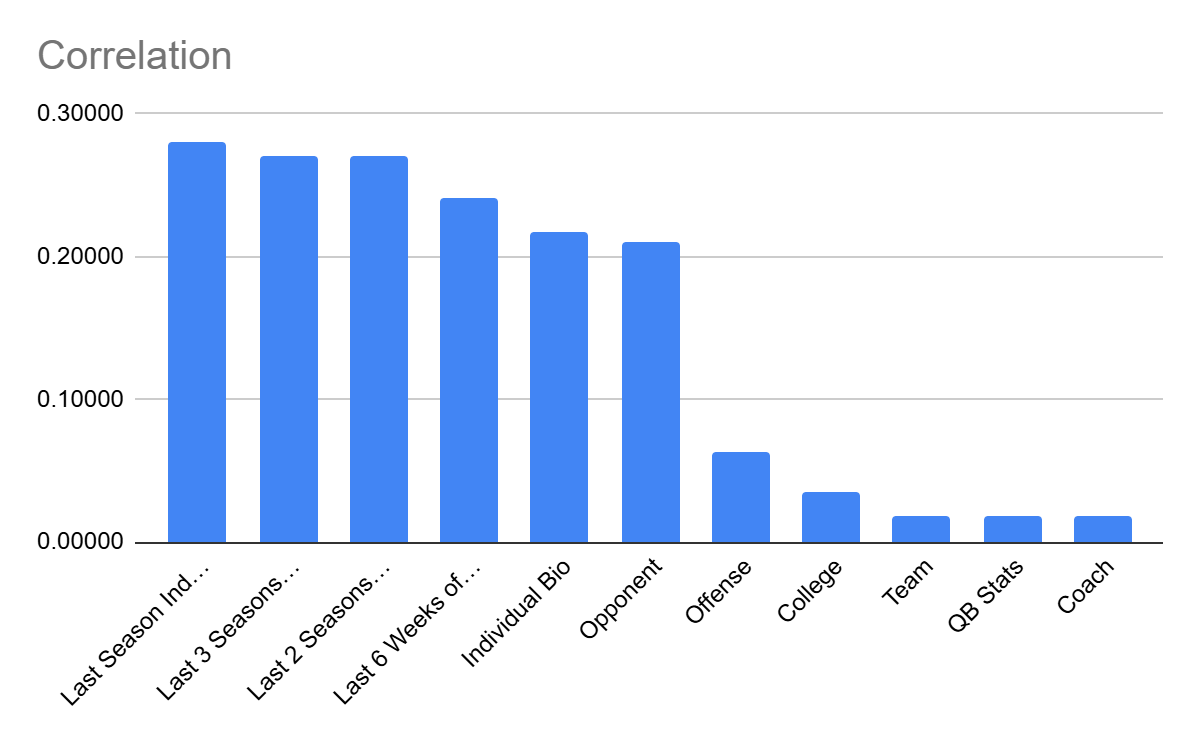 Correlation
0.30000
0.20000
0.10000
0.00000
Last Season Ind…
Last 3 Seasons…
Last 2 Seasons…
Last 6 Weeks of…
Individual Bio
Opponent
Offense
College
Team
QB Stats
Coach